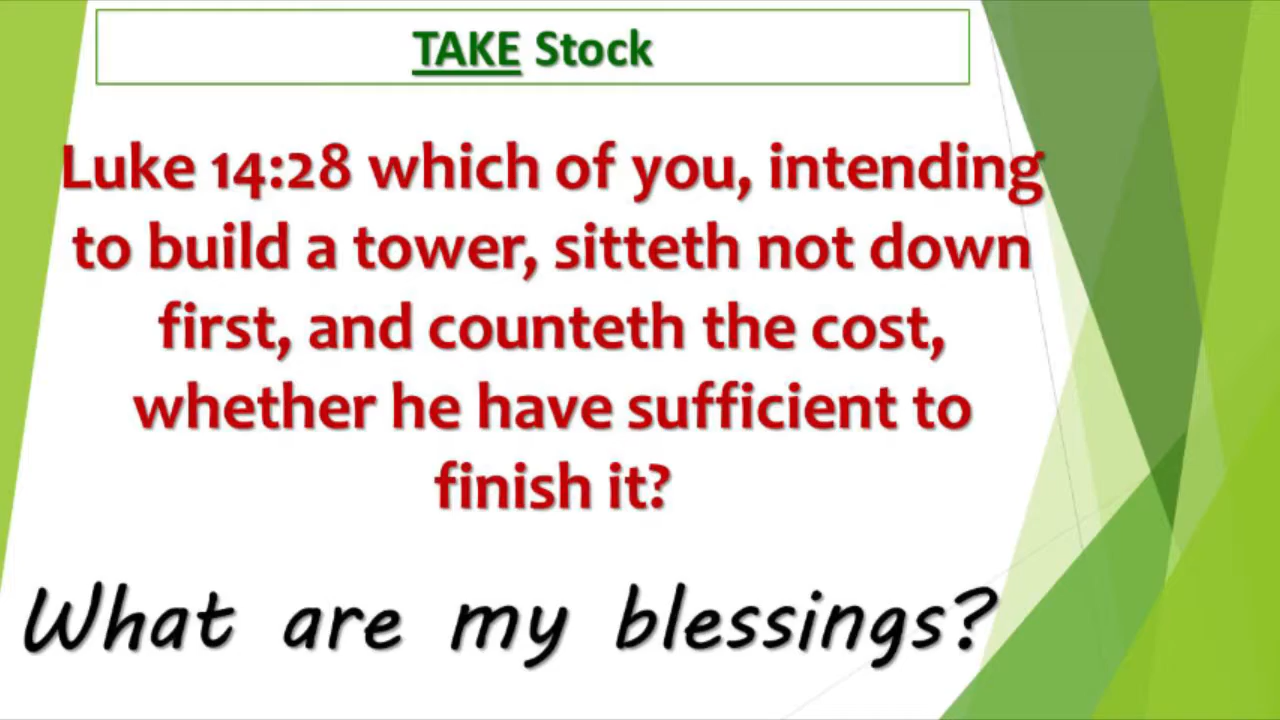 TAKE Stock
Luke 14:28 which of you, intending
to build a tower, sitteth not down
first, and counteth the cost,
whether he have sufficient to
finish it?
What are my blessings?